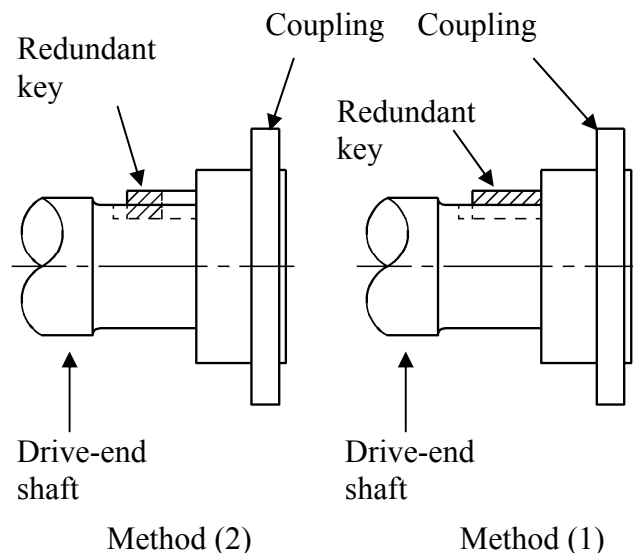 Coupling
Coupling
Redundant
key
Redundant
key
Drive-end
shaft
Drive-end
shaft
Method (2)
Method (1)